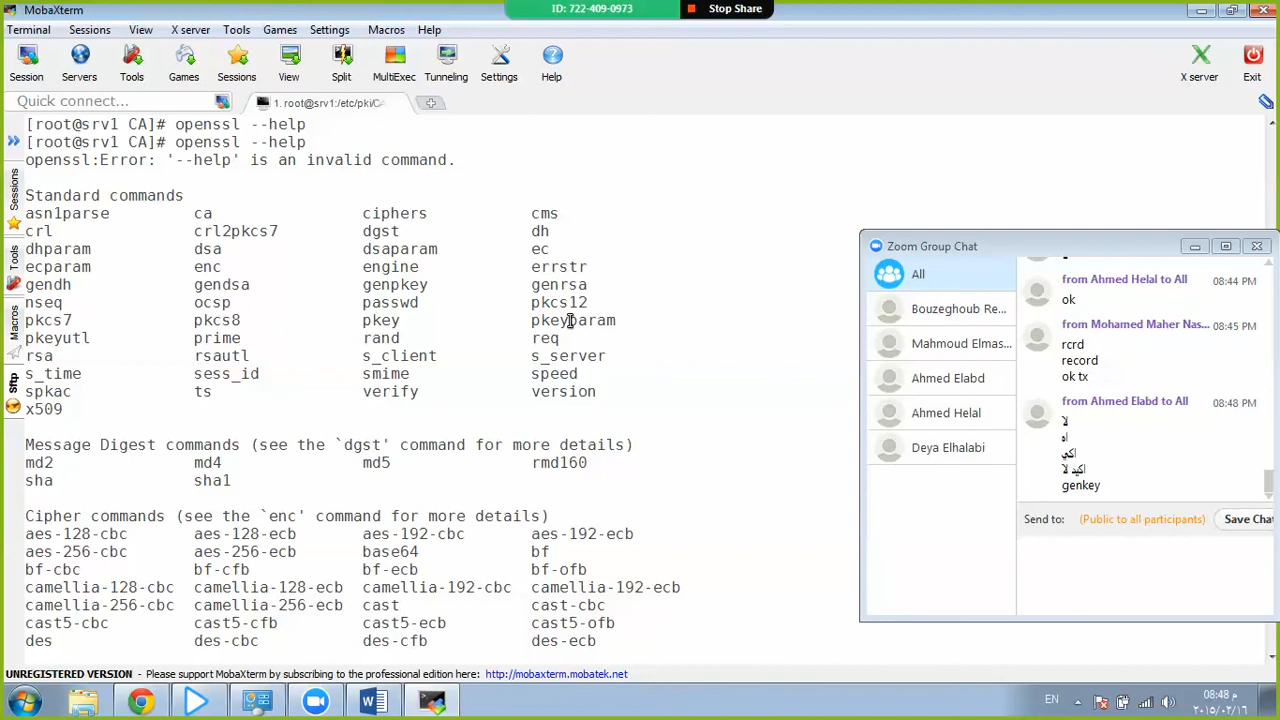 MobaXterm
ID: 722-409-0973
Stop Share
Terminal Sessions View X server Tools Games Settings Macros Help
Session Servers Tools Games Sessions View Split MultiExec Tunneling Settings Help X server Exit
Quick connect...
1. root@srv1:/etc/pki/CA
[root@srv1 CA]# openssl --help
[root@srv1 CA]# openssl --help
openssl:Error: '--help' is an invalid command.
Standard commands
asn1parse ca ciphers cms
crl crl2pkcs7 dgst dh
dhparam dsa dsaparam ec
ecparam enc engine errstr
gendh gendsa genpkey genrsa
nseq ocsp passwd pkcs12
pkcs7 pkcs8 pkey pkeyparam
pkeyutl prime rand req
rsa rsautl s_client s_server
s_time sess_id smime speed
spkac ts verify version
x509
Message Digest commands (see the `dgst' command for more details)
md2 md4 md5 rmd160
sha sha1
Cipher commands (see the `enc' command for more details)
aes-128-cbc aes-128-ecb aes-192-cbc aes-192-ecb
aes-256-cbc aes-256-ecb base64 bf
bf-cbc bf-cfb bf-ecb bf-ofb
camellia-128-cbc camellia-128-ecb camellia-192-cbc camellia-192-ecb
camellia-256-cbc camellia-256-ecb cast cast-cbc
cast5-cbc cast5-cfb cast5-ecb cast5-ofb
des des-cbc des-cfb des-ecb
Sessions
Tools
Macros
Sftp
Zoom Group Chat
All
Bouzeghoub Re...
Mahmoud Elmas...
Ahmed Elabd
Ahmed Helal
Deya Elhalabi
from Ahmed Helal to All 08:44 PM
ok
from Mohamed Maher Nas... 08:45 PM
rcrd
record
ok tx
from Ahmed Elabd to All 08:48 PM
لا
اه
اكي
اكيد لا
genkey
Send to: (Public to all participants) Save Chat
UNREGISTERED VERSION - Please support MobaXterm by subscribing to the professional edition here: http://mobaxterm.mobatek.net
EN
08:48 م
٢٠١٥/٠٢/١٦